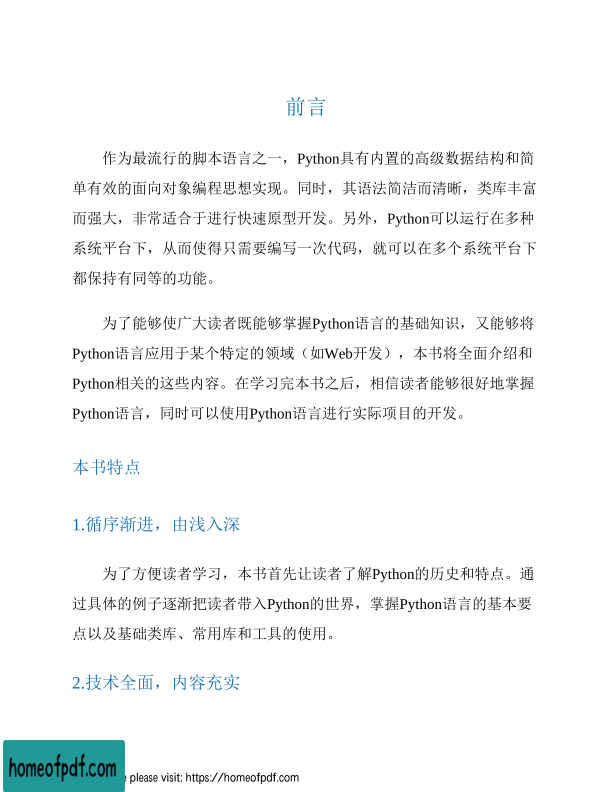 前言
作为最流行的脚本语言之一，Python具有内置的高级数据结构和简
单有效的面向对象编程思想实现。同时，其语法简洁而清晰，类库丰富
而强大，非常适合于进行快速原型开发。另外，Python可以运行在多种
系统平台下，从而使得只需要编写一次代码，就可以在多个系统平台下
都保持有同等的功能。
为了能够使广大读者既能够掌握Python语言的基础知识，又能够将
Python语言应用于某个特定的领域（如Web开发），本书将全面介绍和
Python相关的这些内容。在学习完本书之后，相信读者能够很好地掌握
Python语言，同时可以使用Python语言进行实际项目的开发。
本书特点
1.循序渐进，由浅入深
为了方便读者学习，本书首先让读者了解Python的历史和特点。通
过具体的例子逐渐把读者带入Python的世界，掌握Python语言的基本要
点以及基础类库、常用库和工具的使用。
2.技术全面，内容充实
homeofpdf.com
e please visit: https://homeofpdf.com